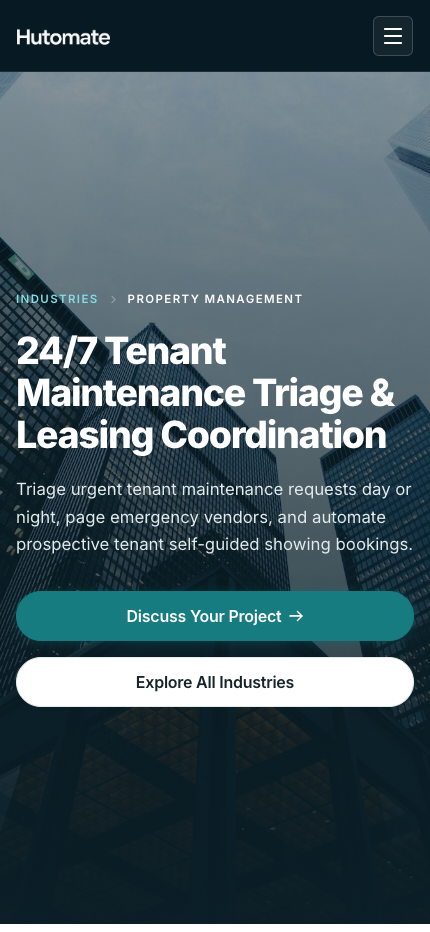 Hutomate
INDUSTRIES > PROPERTY MANAGEMENT
24/7 Tenant
Maintenance Triage &
Leasing Coordination
Triage urgent tenant maintenance requests day or
night, page emergency vendors, and automate
prospective tenant self-guided showing bookings.
Discuss Your Project →
Explore All Industries